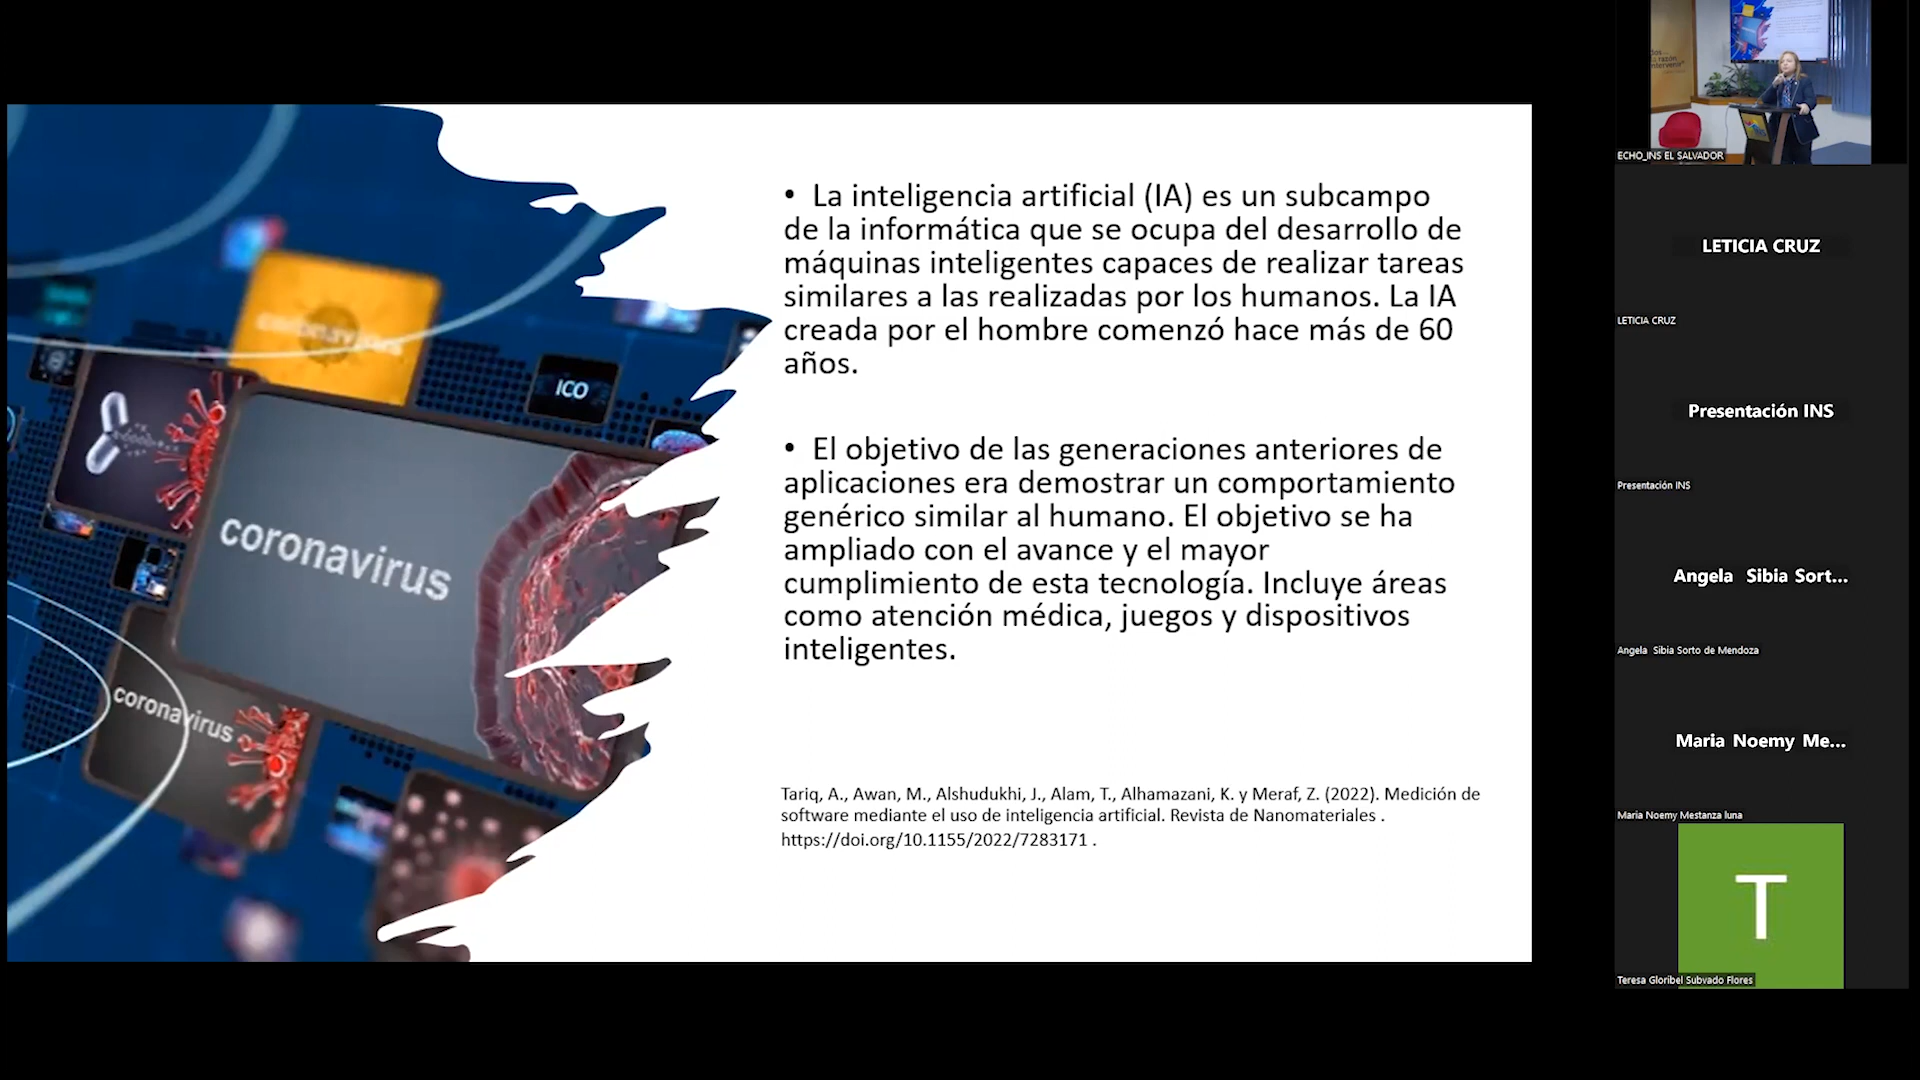 • La inteligencia artificial (IA) es un subcampo
de la informática que se ocupa del desarrollo de
máquinas inteligentes capaces de realizar tareas
similares a las realizadas por los humanos. La IA
creada por el hombre comenzó hace más de 60
años.
• El objetivo de las generaciones anteriores de
aplicaciones era demostrar un comportamiento
genérico similar al humano. El objetivo se ha
ampliado con el avance y el mayor
cumplimiento de esta tecnología. Incluye áreas
como atención médica, juegos y dispositivos
inteligentes.
Tariq, A., Awan, M., Alshudukhi, J., Alam, T., Alhamazani, K. y Meraf, Z. (2022). Medición de
software mediante el uso de inteligencia artificial. Revista de Nanomateriales .
https://doi.org/10.1155/2022/7283171 .
coronavirus
ICO
coronavirus
coronavirus
ECHO_INS EL SALVADOR
LETICIA CRUZ
LETICIA CRUZ
Presentación INS
Presentación INS
Angela Sibia Sort...
Angela Sibia Sorto de Mendoza
Maria Noemy Me...
Maria Noemy Mestanza luna
T
Teresa Gloribel Subvado Flores